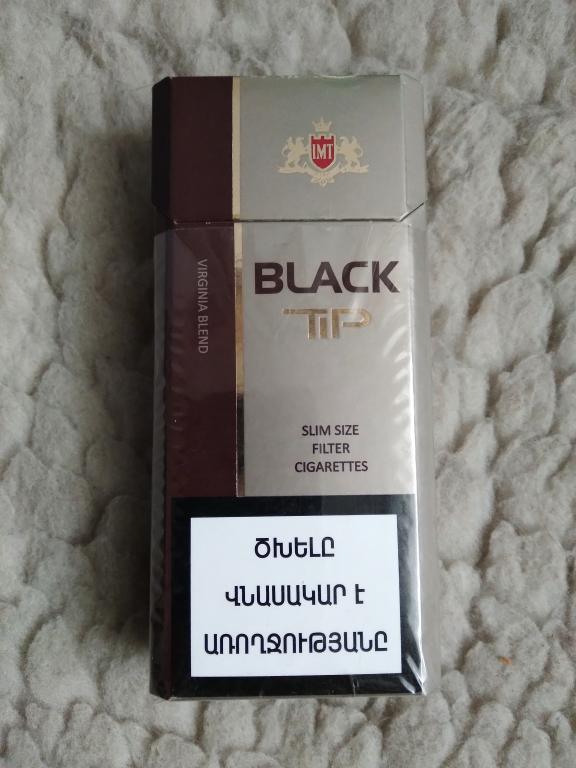 IMT
BLACK
TIP
VIRGINIA BLEND
SLIM SIZE
FILTER
CIGARETTES
ԾԽԵԼԸ
ՎՆԱՍԱԿԱՐ Է
ԱՌՈՂՋՈՒԹՅԱՆԸ